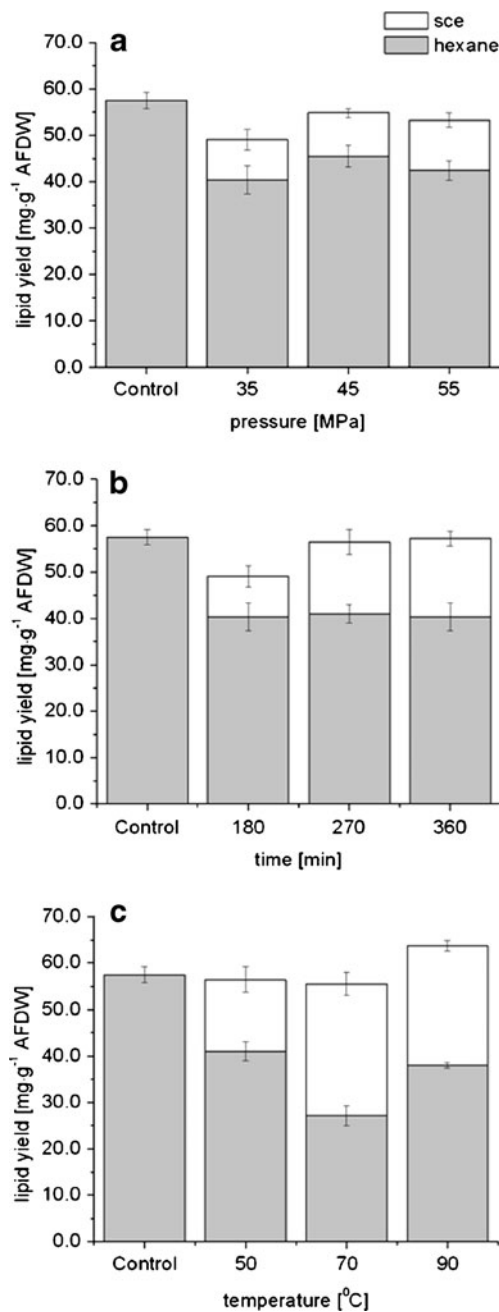 a
sce
hexane
70.0
60.0
50.0
40.0
30.0
20.0
10.0
0.0
lipid yield [mg·g⁻¹ AFDW]
Control 35 45 55
pressure [MPa]
b
70.0
60.0
50.0
40.0
30.0
20.0
10.0
0.0
lipid yield [mg·g⁻¹ AFDW]
Control 180 270 360
time [min]
c
70.0
60.0
50.0
40.0
30.0
20.0
10.0
0.0
lipid yield [mg·g⁻¹ AFDW]
Control 50 70 90
temperature [⁰C]